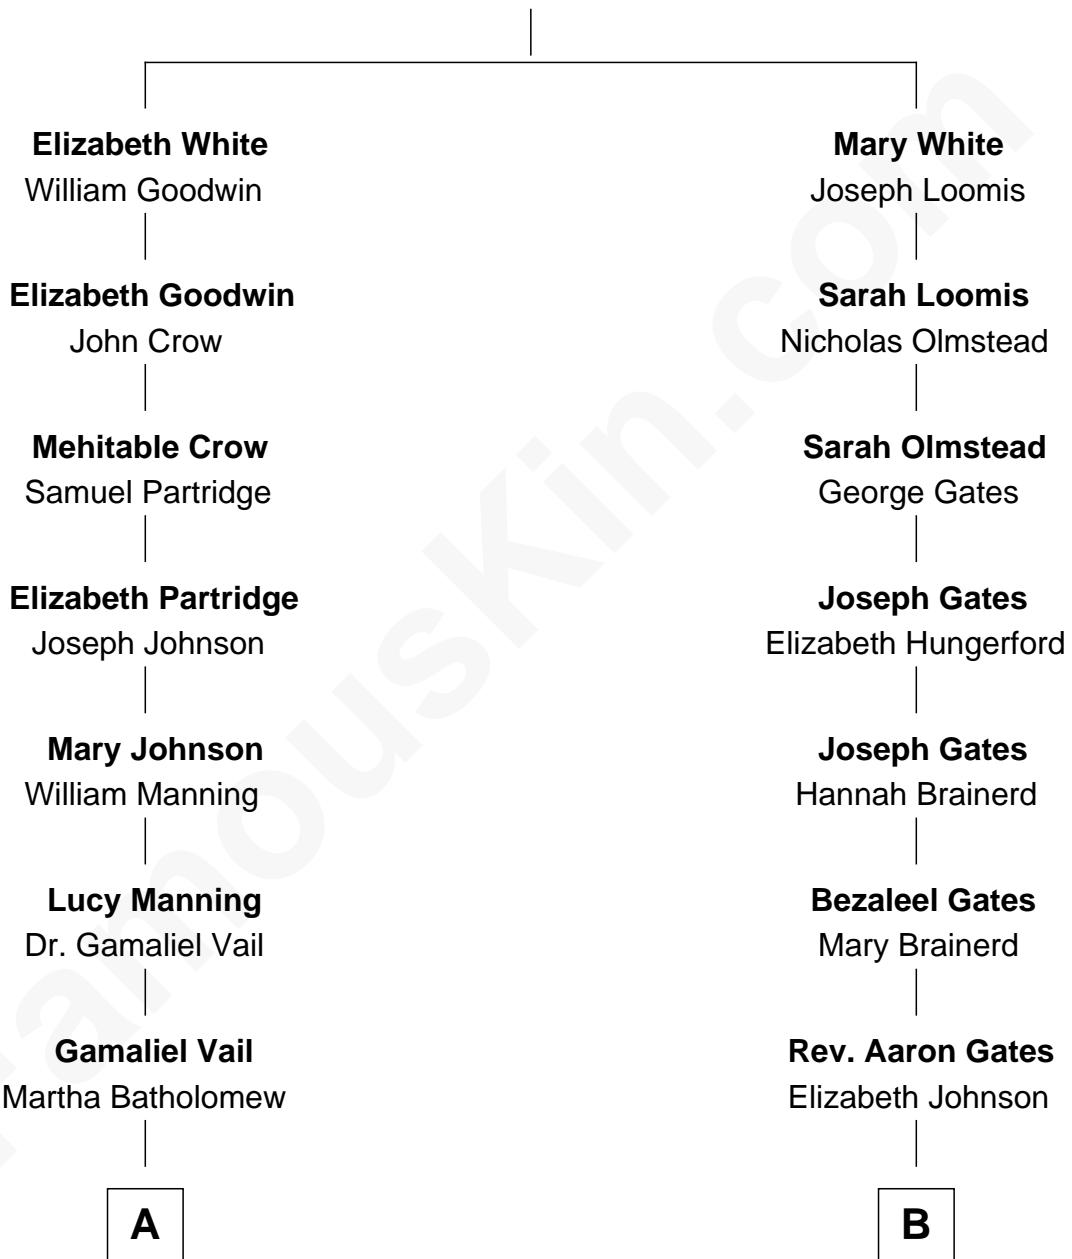 Elizabeth White
William Goodwin
Elizabeth Goodwin
John Crow
Mehitable Crow
Samuel Partridge
Elizabeth Partridge
Joseph Johnson
Mary Johnson
William Manning
Lucy Manning
Dr. Gamaliel Vail
Gamaliel Vail
Martha Batholomew
A
Mary White
Joseph Loomis
Sarah Loomis
Nicholas Olmstead
Sarah Olmstead
George Gates
Joseph Gates
Elizabeth Hungerford
Joseph Gates
Hannah Brainerd
Bezaleel Gates
Mary Brainerd
Rev. Aaron Gates
Elizabeth Johnson
B
FamousKin.com